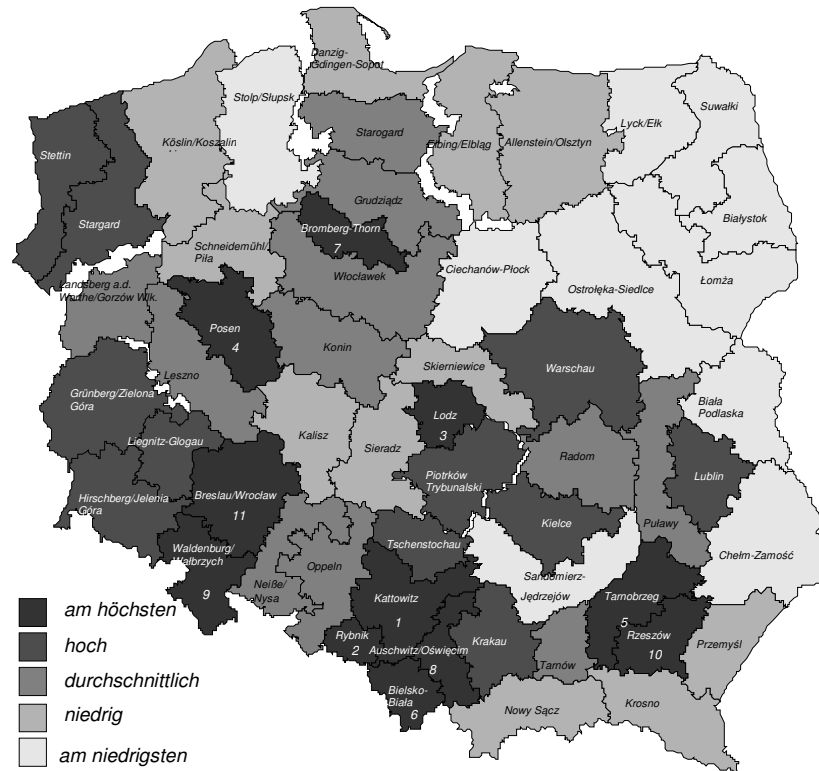 Danzig-
Gdingen-Sopot
Stolp/Słupsk
Suwałki
Lyck/Ełk
Starogard
Köslin/Koszalin
Elbing/Elbląg
Allenstein/Olsztyn
Stettin
Grudziądz
Stargard
Białystok
Bromberg-Thorn
7
Schneidemühl/
Piła
Włocławek
Ciechanów-Płock
Łomża
Landsberg a.d.
Warthe/Gorzów Wlk.
Ostrołęka-Siedlce
Posen
4
Konin
Skierniewice
Warschau
Leszno
Grünberg/Zielona
Góra
Biała
Podlaska
Lodz
3
Kalisz
Liegnitz-Glogau
Sieradz
Radom
Piotrków
Trybunalski
Lublin
Hirschberg/Jelenia
Góra
Breslau/Wrocław
11
Kielce
Puławy
Tschenstochau
Waldenburg/
Wałbrzych
9
Oppeln
Chełm-Zamość
Neiße/
Nysa
Sandomierz-
Jędrzejów
Kattowitz
1
Tarnobrzeg
5
Rybnik
2
Auschwitz/Oświęcim
8
Krakau
Rzeszów
10
Przemyśl
Tarnów
Bielsko-
Biała
6
Nowy Sącz
Krosno
am höchsten
hoch
durchschnittlich
niedrig
am niedrigsten